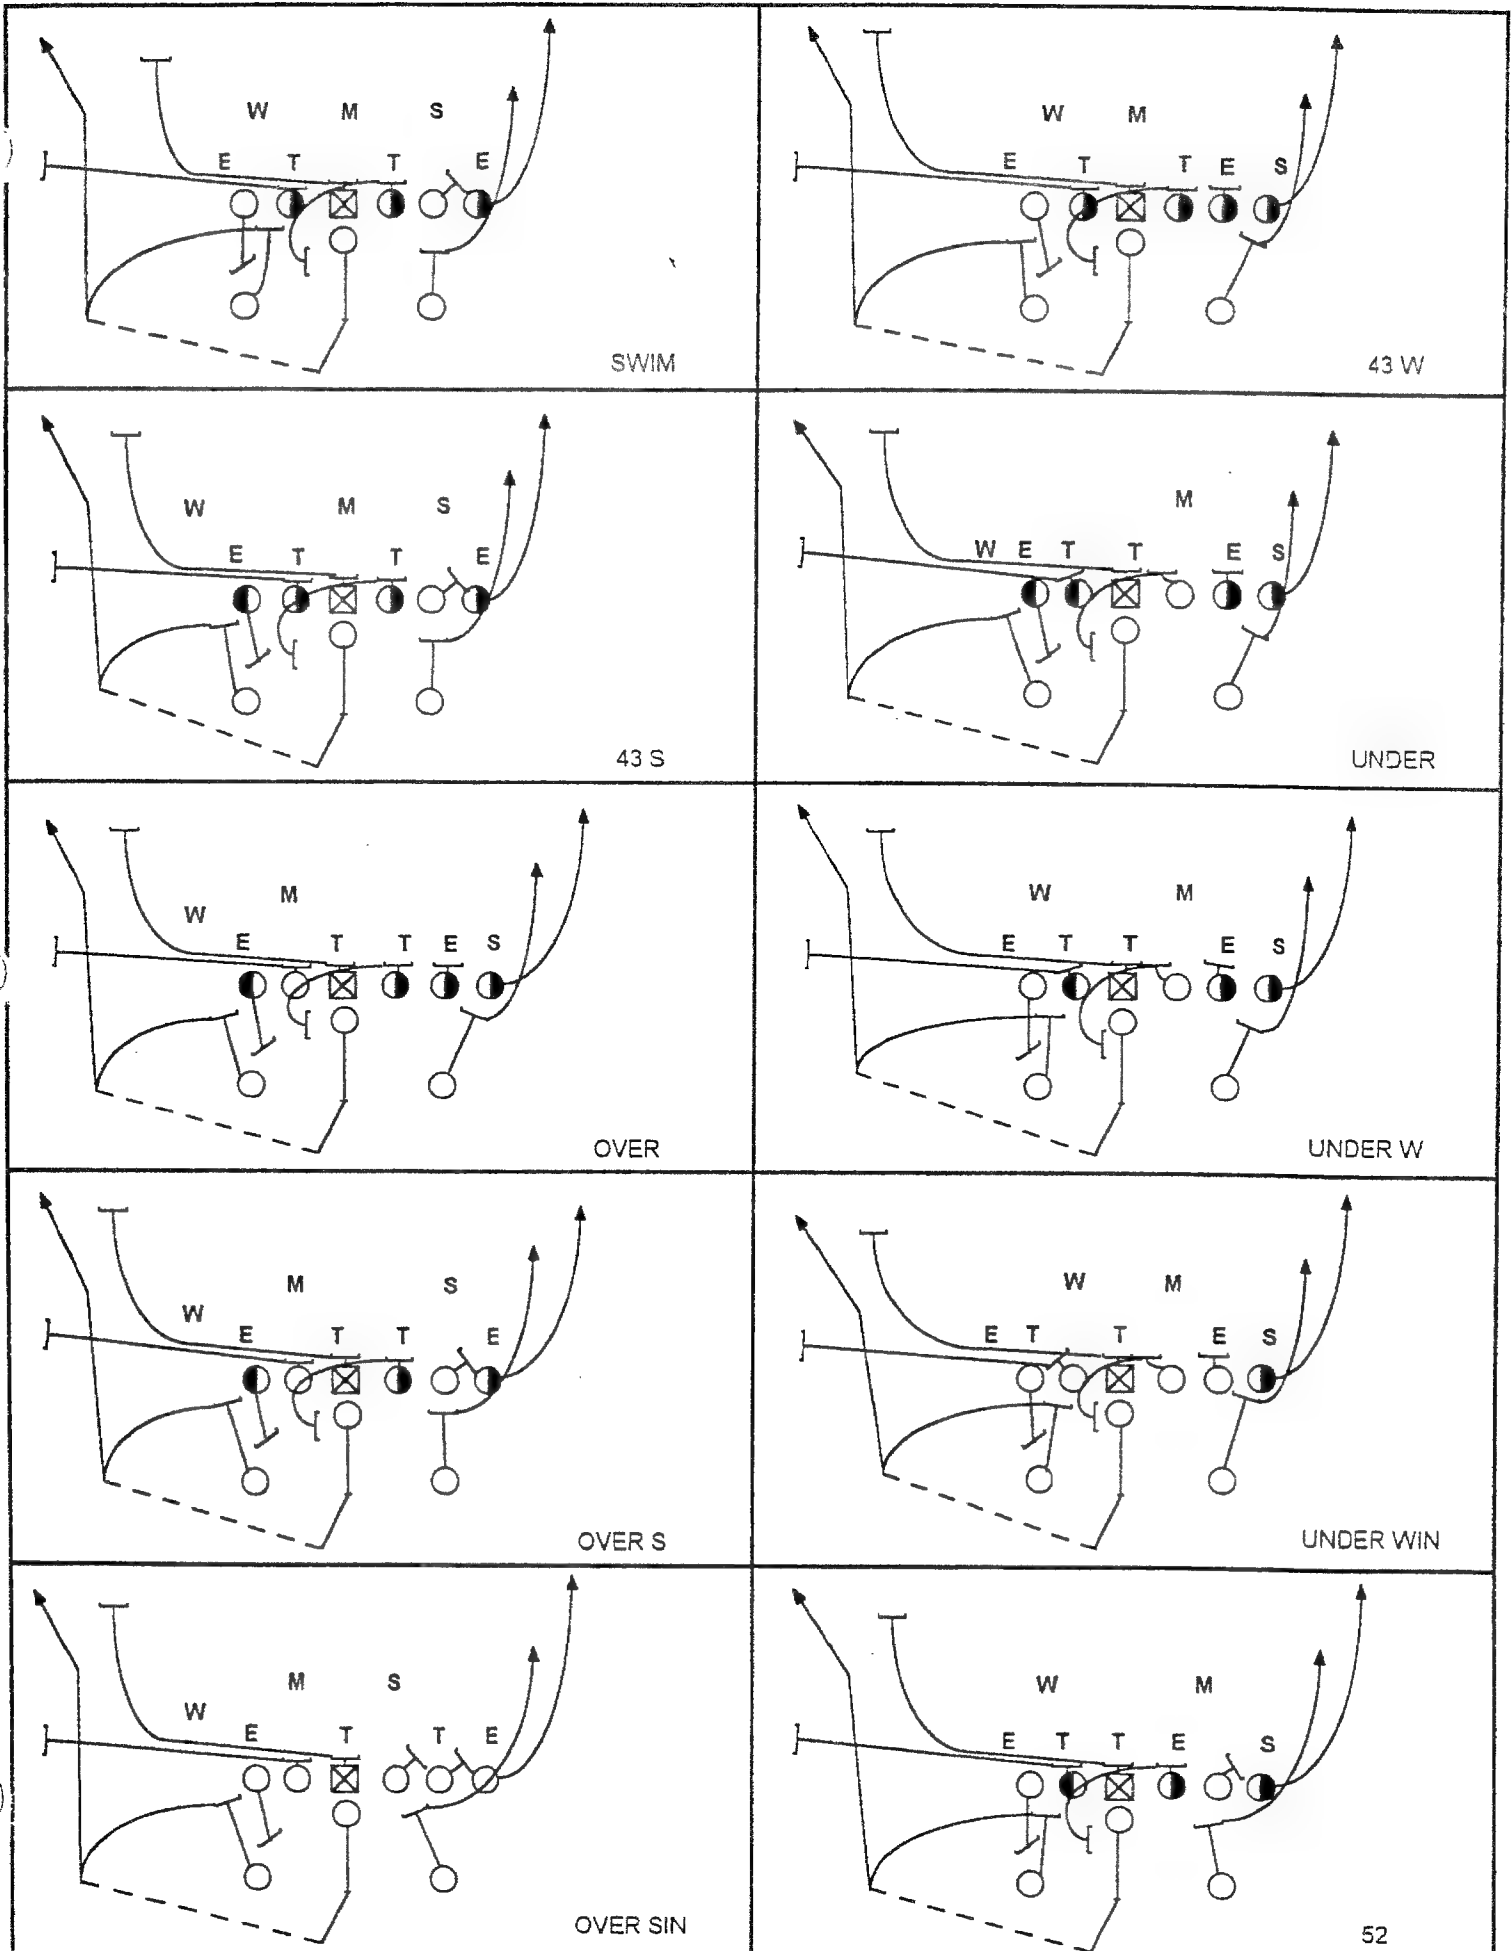 W M S
E T T E
SWIM
W M
E T T E S
43 W
W M S
E T T E
43 S
M
W E T T E S
UNDER
M
W
E T T E S
OVER
W M
E T T E S
UNDER W
M S
W
E T T E
OVER S
W M
E T T E S
UNDER WIN
M S
W
E T T E
OVER SIN
W M
E T T E S
52